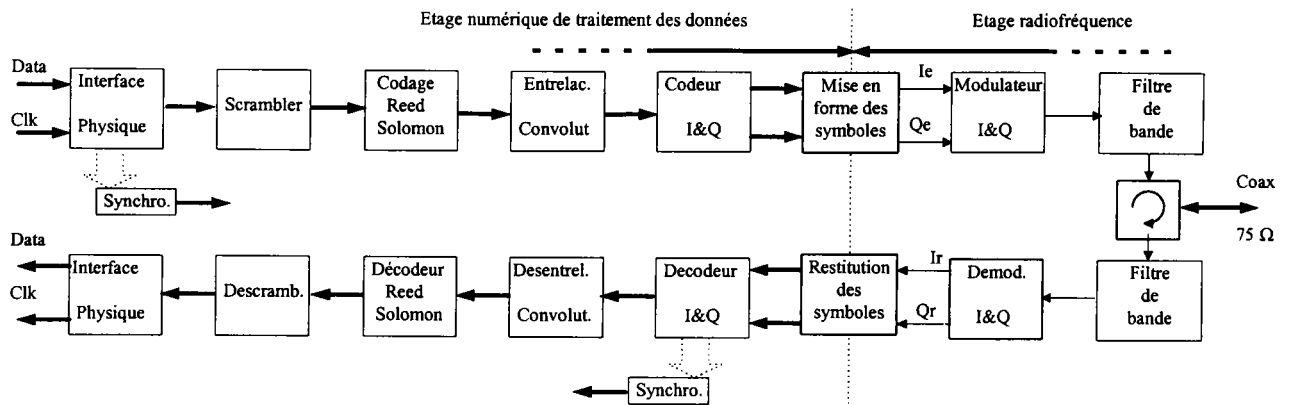 Etage numérique de traitement des données
Etage radiofréquence
Data
Clk
Interface
Physique
Scrambler
Codage
Reed
Solomon
Entrelac.
Convolut
Codeur
I&Q
Mise en
forme des
symboles
Ie
Qe
Modulateur
I&Q
Filtre
de
bande
Synchro.
Coax
75 Ω
Data
Clk
Interface
Physique
Descramb.
Décodeur
Reed
Solomon
Desentrel.
Convolut.
Decodeur
I&Q
Restitution
des
symboles
Ir
Qr
Demod.
I&Q
Filtre
de
bande
Synchro.